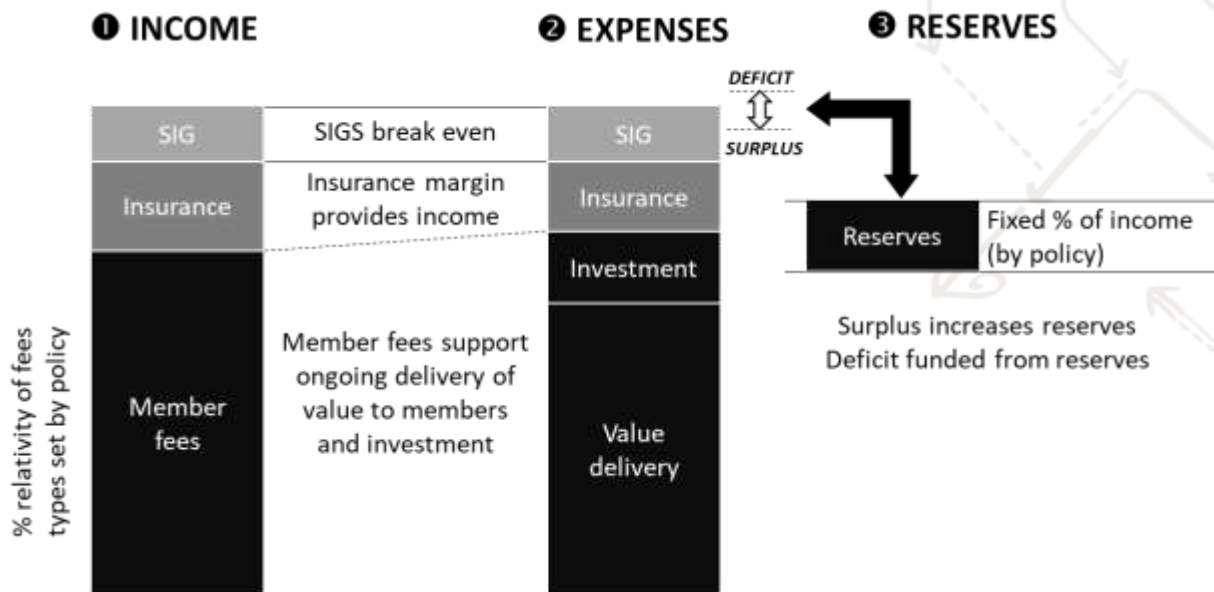 ❶ INCOME
❷ EXPENSES
❸ RESERVES
SIG
SIGS break even
SIG
DEFICIT
SURPLUS
Insurance
Insurance margin
provides income
Insurance
Investment
Reserves
Fixed % of income
(by policy)
Surplus increases reserves
Deficit funded from reserves
% relativity of fees
types set by policy
Member
fees
Member fees support
ongoing delivery of
value to members
and investment
Value
delivery